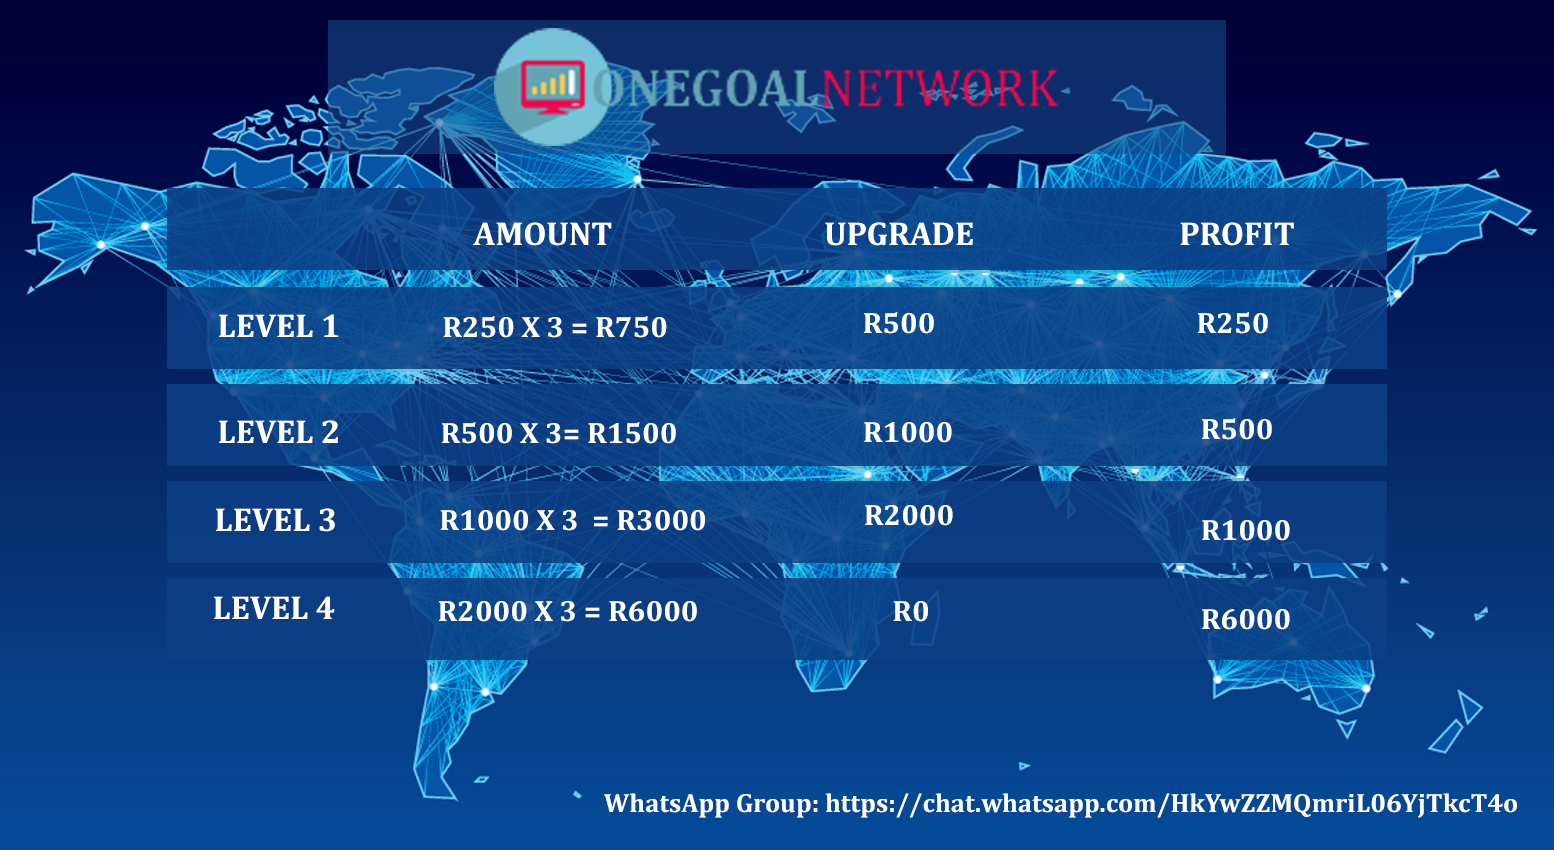 ONEGOALNETWORK
AMOUNT UPGRADE PROFIT
LEVEL 1 R250 X 3 = R750 R500 R250
LEVEL 2 R500 X 3= R1500 R1000 R500
LEVEL 3 R1000 X 3 = R3000 R2000 R1000
LEVEL 4 R2000 X 3 = R6000 R0 R6000
WhatsApp Group: https://chat.whatsapp.com/HkYwZZMQmriL06YjTkcT4o